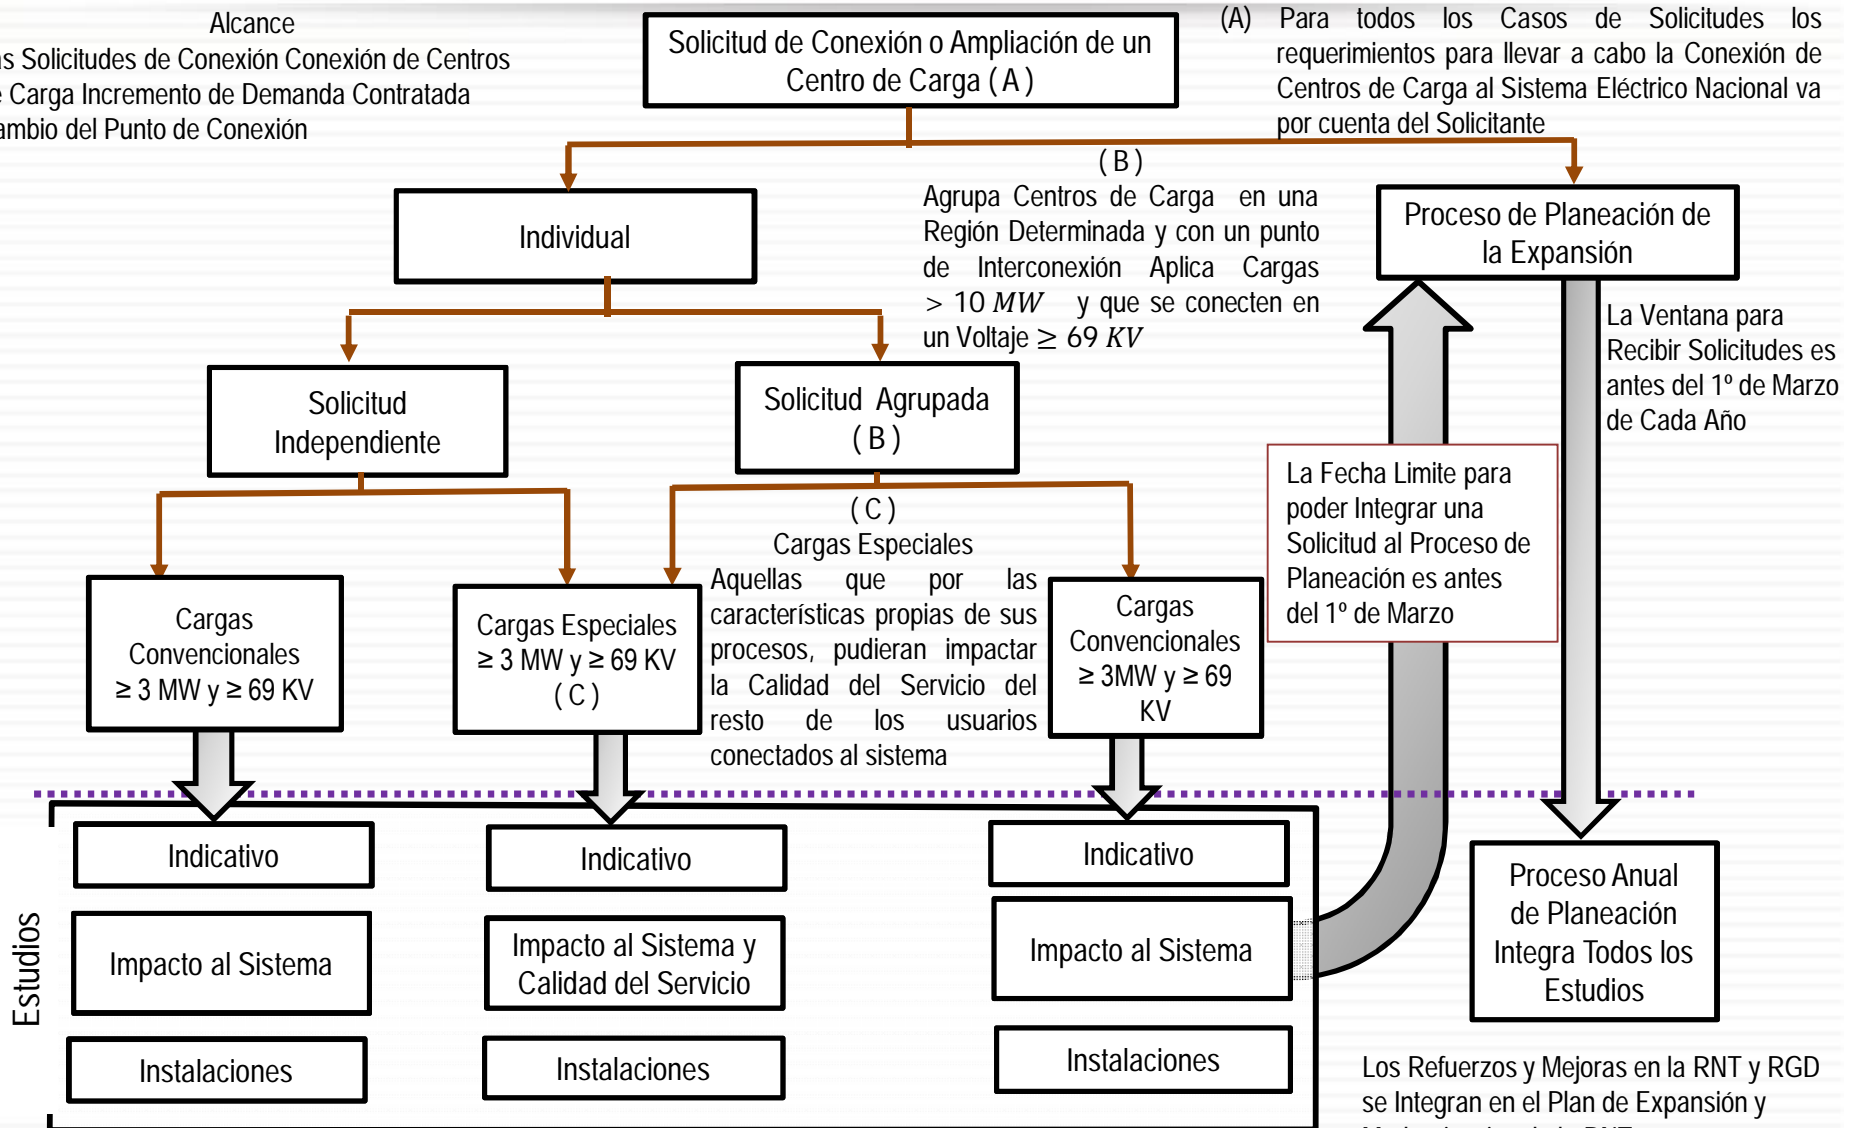 Alcance
Solicitudes de Conexión Conexión de Centros
Carga Incremento de Demanda Contratada
del Punto de Conexión
Solicitud de Conexión o Ampliación de un
Centro de Carga ( A )
(A) Para todos los Casos de Solicitudes los
requerimientos para llevar a cabo la Conexión de
Centros de Carga al Sistema Eléctrico Nacional va
por cuenta del Solicitante
Individual
( B )
Agrupa Centros de Carga en una
Región Determinada y con un punto
de Interconexión Aplica Cargas
> 10 MW y que se conecten en
un Voltaje ≥ 69 KV
Proceso de Planeación de
la Expansión
La Ventana para
Recibir Solicitudes es
antes del 1º de Marzo
de Cada Año
Solicitud
Independiente
Solicitud Agrupada
( B )
La Fecha Limite para
poder Integrar una
Solicitud al Proceso de
Planeación es antes
del 1º de Marzo
( C )
Cargas Especiales
Aquellas que por las
características propias de sus
procesos, pudieran impactar
la Calidad del Servicio del
resto de los usuarios
conectados al sistema
Cargas
Convencionales
≥ 3 MW y ≥ 69 KV
Cargas Especiales
≥ 3 MW y ≥ 69 KV
( C )
Cargas
Convencionales
≥ 3MW y ≥ 69
KV
Estudios
Indicativo
Impacto al Sistema
Instalaciones
Indicativo
Impacto al Sistema y
Calidad del Servicio
Instalaciones
Indicativo
Impacto al Sistema
Instalaciones
Proceso Anual
de Planeación
Integra Todos los
Estudios
Los Refuerzos y Mejoras en la RNT y RGD
se Integran en el Plan de Expansión y